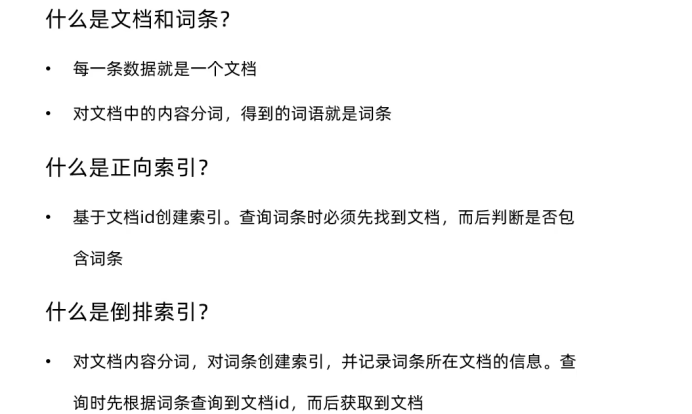 什么是文档和词条？
• 每一条数据就是一个文档
• 对文档中的内容分词，得到的词语就是词条
什么是正向索引？
• 基于文档id创建索引。查询词条时必须先找到文档，而后判断是否包
含词条
什么是倒排索引？
• 对文档内容分词，对词条创建索引，并记录词条所在文档的信息。查
询时先根据词条查询到文档id，而后获取到文档